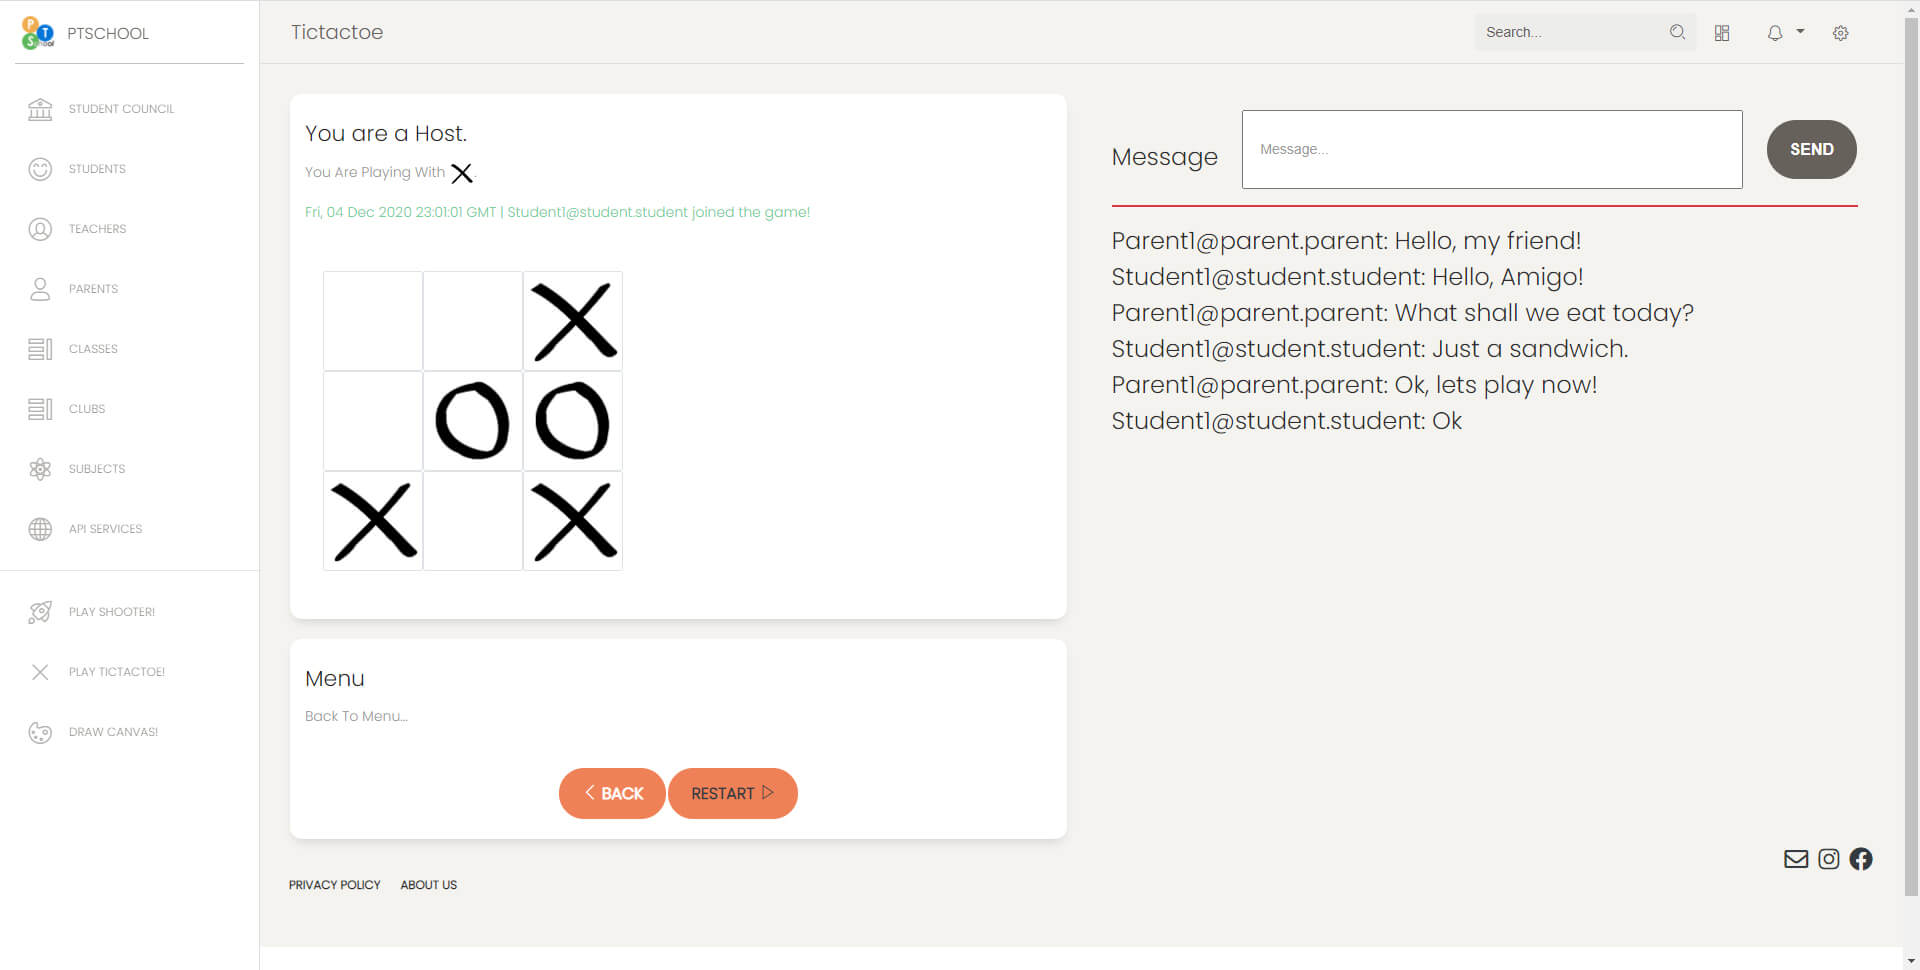 PTSCHOOL
STUDENT COUNCIL
STUDENTS
TEACHERS
PARENTS
CLASSES
CLUBS
SUBJECTS
API SERVICES
PLAY SHOOTER!
PLAY TICTACTOE!
DRAW CANVAS!
Tictactoe
Search...
You are a Host.
You Are Playing With X.
Fri, 04 Dec 2020 23:01:01 GMT | Student1@student.student joined the game!
X
O O
X X
Menu
Back To Menu...
BACK
RESTART
Message
Message...
SEND
Parent1@parent.parent: Hello, my friend!
Student1@student.student: Hello, Amigo!
Parent1@parent.parent: What shall we eat today?
Student1@student.student: Just a sandwich.
Parent1@parent.parent: Ok, lets play now!
Student1@student.student: Ok
PRIVACY POLICY
ABOUT US